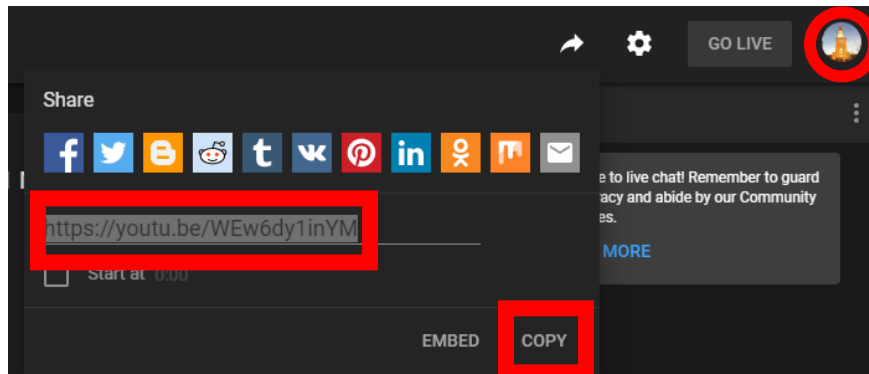 GO LIVE
Share
e to live chat! Remember to guard
acy and abide by our Community
es.
MORE
https://youtu.be/WEw6dy1inYM
Start at 0:00
EMBED
COPY